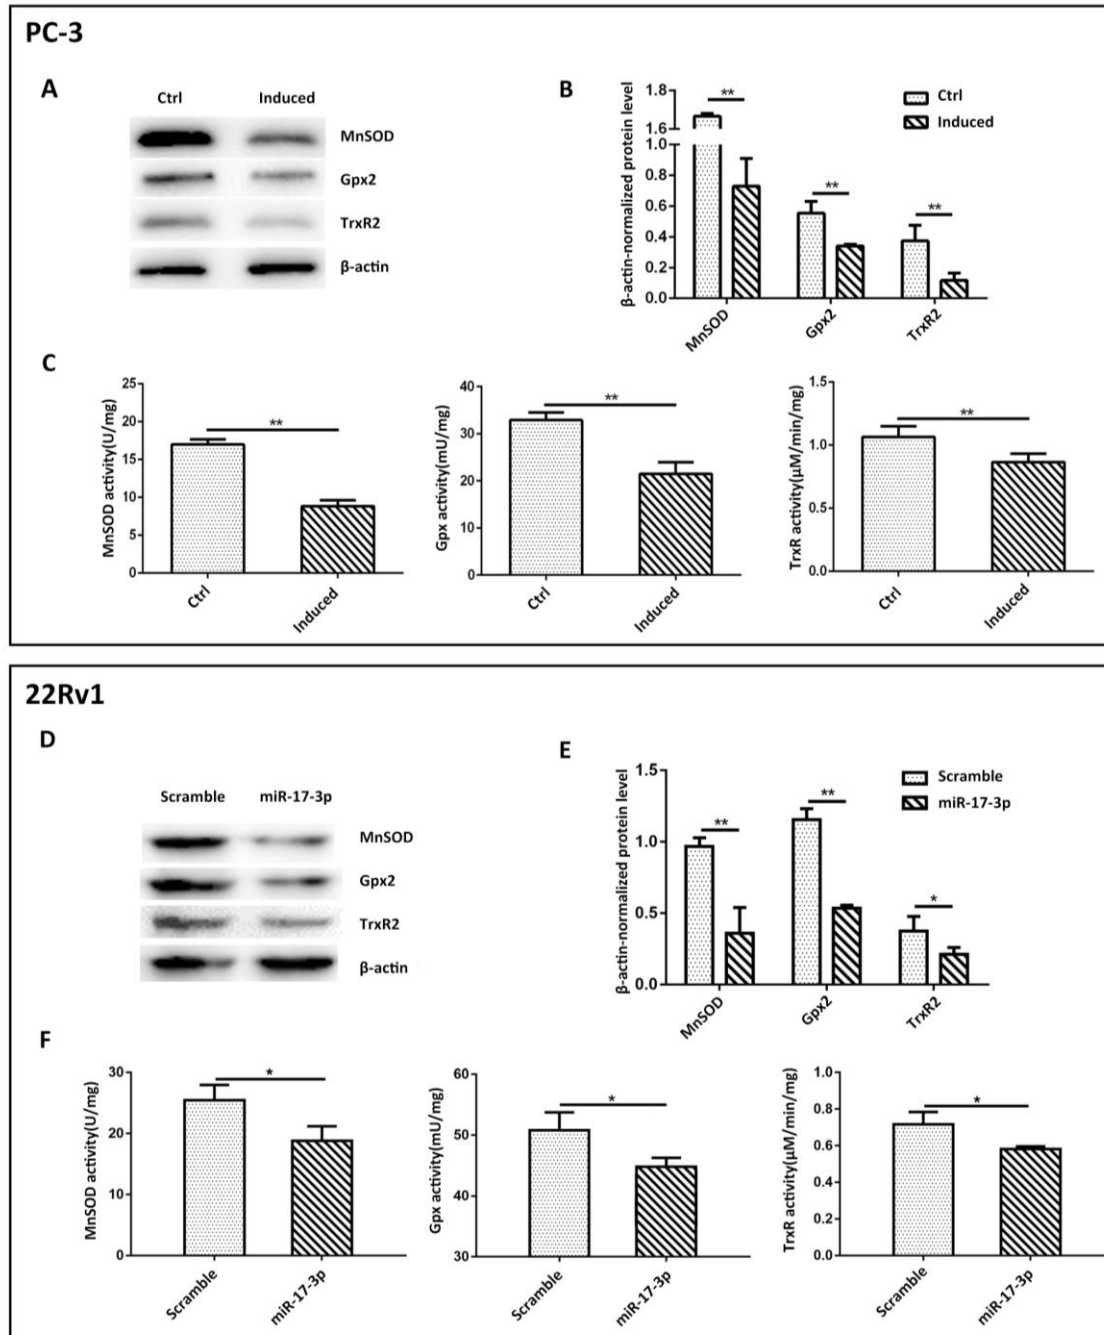 PC-3
A
Ctrl Induced
MnSOD
Gpx2
TrxR2
β-actin
B
β-actin-normalized protein level
1.8
1.6
1.0
0.8
0.6
0.4
0.2
0.0
**
**
**
Ctrl
Induced
MnSOD
Gpx2
TrxR2
C
MnSOD activity(U/mg)
25
20
15
10
5
0
**
Ctrl
Induced
Gpx activity(mU/mg)
40
30
20
10
0
**
Ctrl
Induced
TrxR activity(μM/min/mg)
1.5
1.0
0.5
0.0
**
Ctrl
Induced
22Rv1
D
Scramble miR-17-3p
MnSOD
Gpx2
TrxR2
β-actin
E
β-actin-normalized protein level
1.5
1.0
0.5
0.0
**
**
*
Scramble
miR-17-3p
MnSOD
Gpx2
TrxR2
F
MnSOD activity(U/mg)
30
20
10
0
*
Scramble
miR-17-3p
Gpx activity(mU/mg)
60
50
40
30
*
Scramble
miR-17-3p
TrxR activity(μM/min/mg)
1.0
0.8
0.6
0.4
0.2
0.0
*
Scramble
miR-17-3p